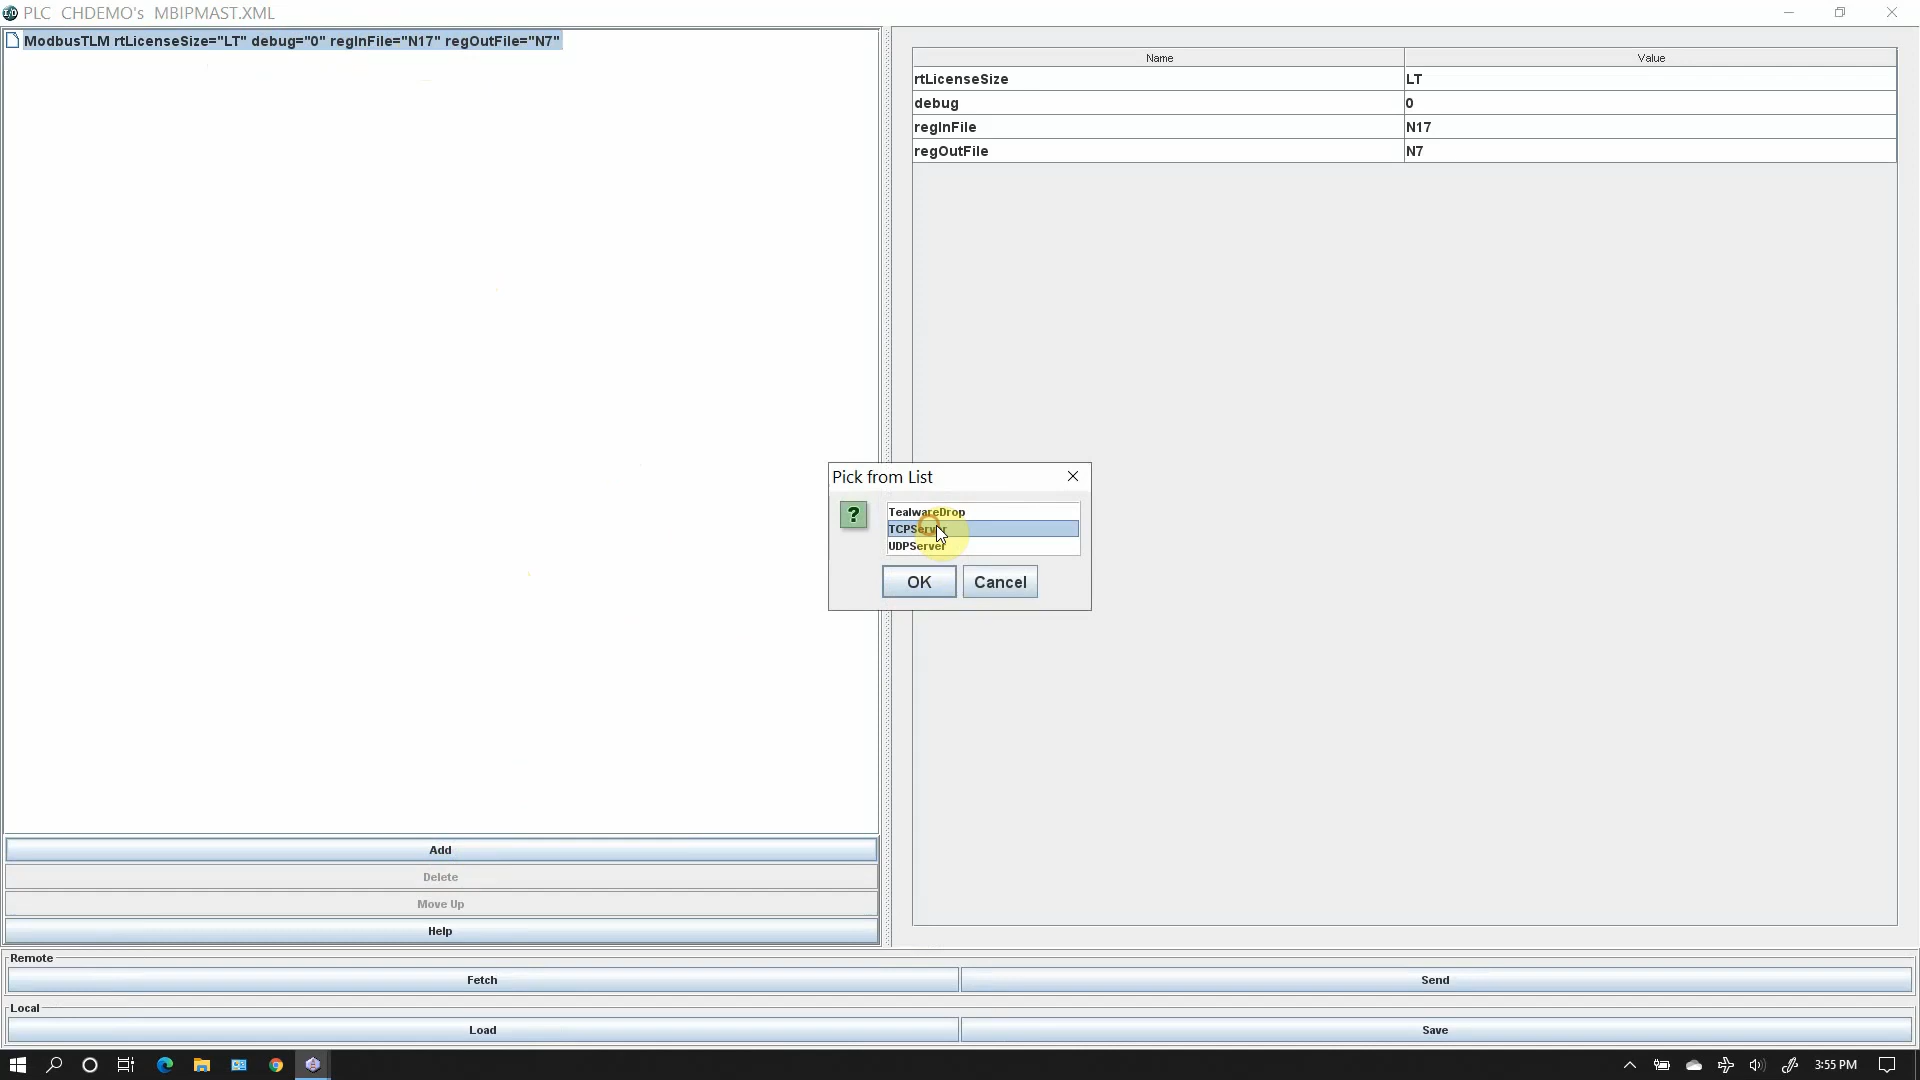 I/O PLC CHDEMO's MBIPMAST.XML
ModbusTLM rtLicenseSize="LT" debug="0" regInFile="N17" regOutFile="N7"
Name Value
rtLicenseSize LT
debug 0
regInFile N17
regOutFile N7
Pick from List
?
TealwareDrop
TCPServer
UDPServer
OK Cancel
Add
Delete
Move Up
Help
Remote
Fetch Send
Local
Load Save
3:55 PM